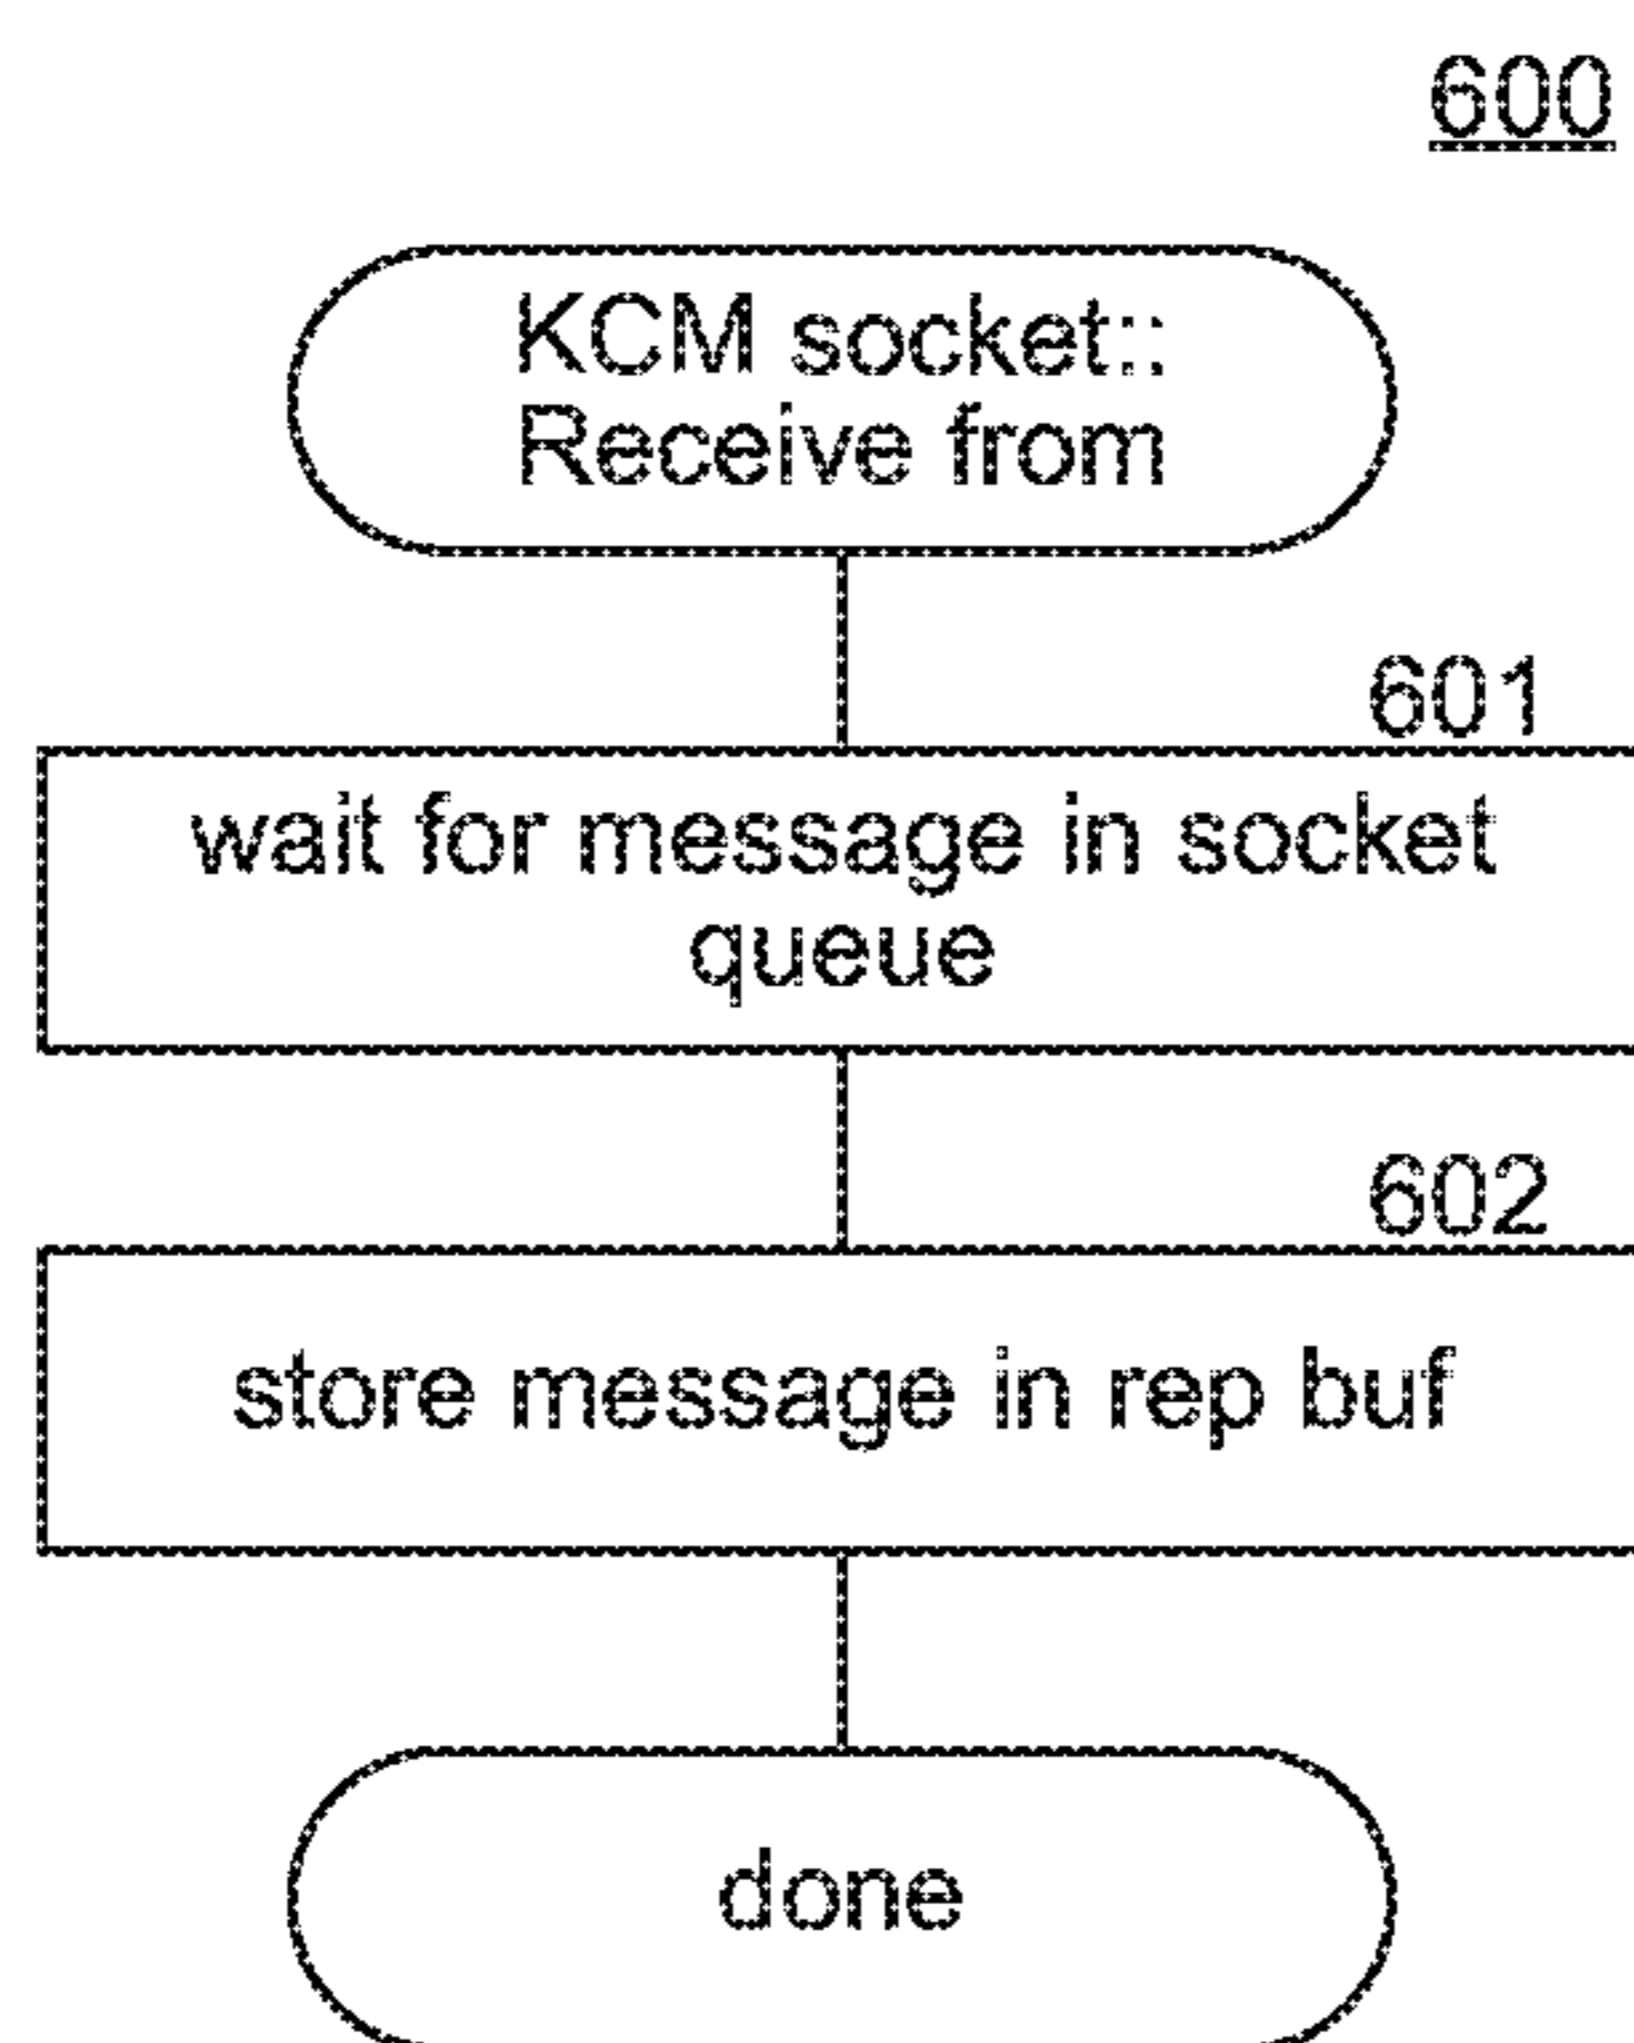 600
KCM socket::
Receive from
601
wait for message in socket
queue
602
store message in rep buf
done